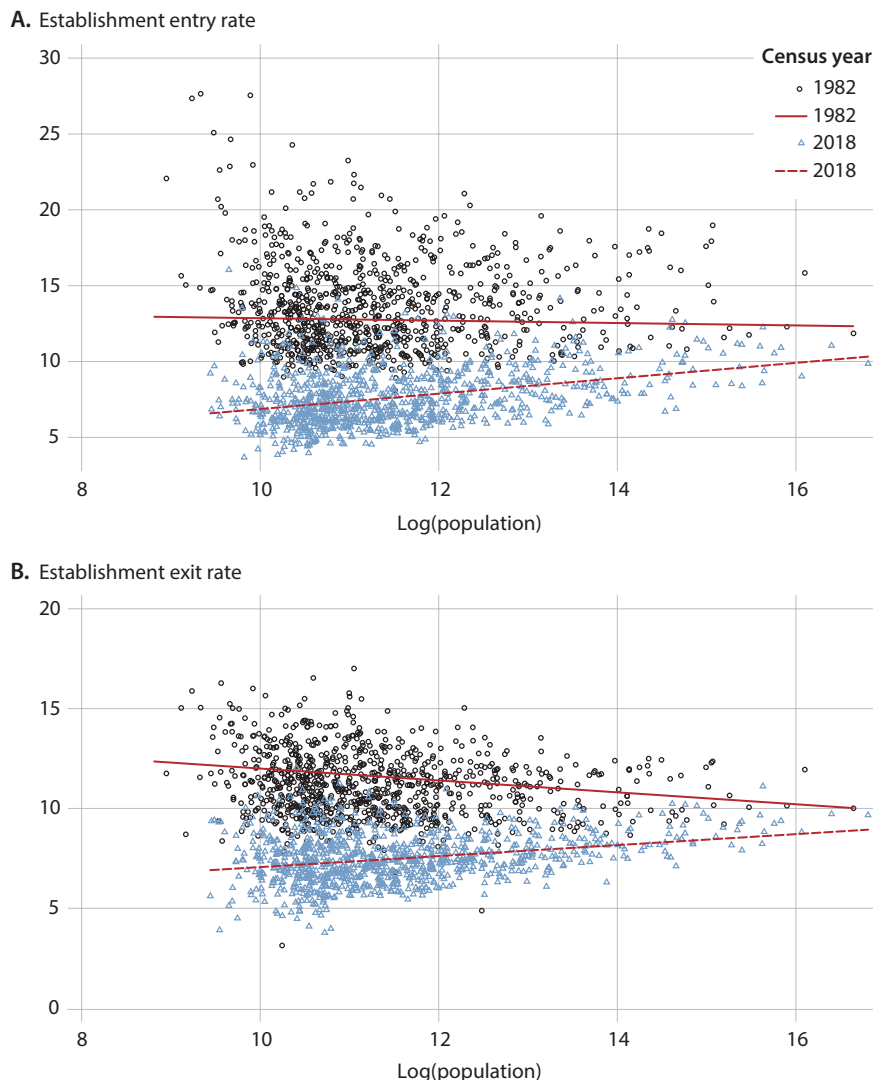 A. Establishment entry rate
30
Census year
1982
1982
2018
2018
25
20
15
10
5
8 10 12 14 16
Log(population)
B. Establishment exit rate
20
15
10
5
0
8 10 12 14 16
Log(population)